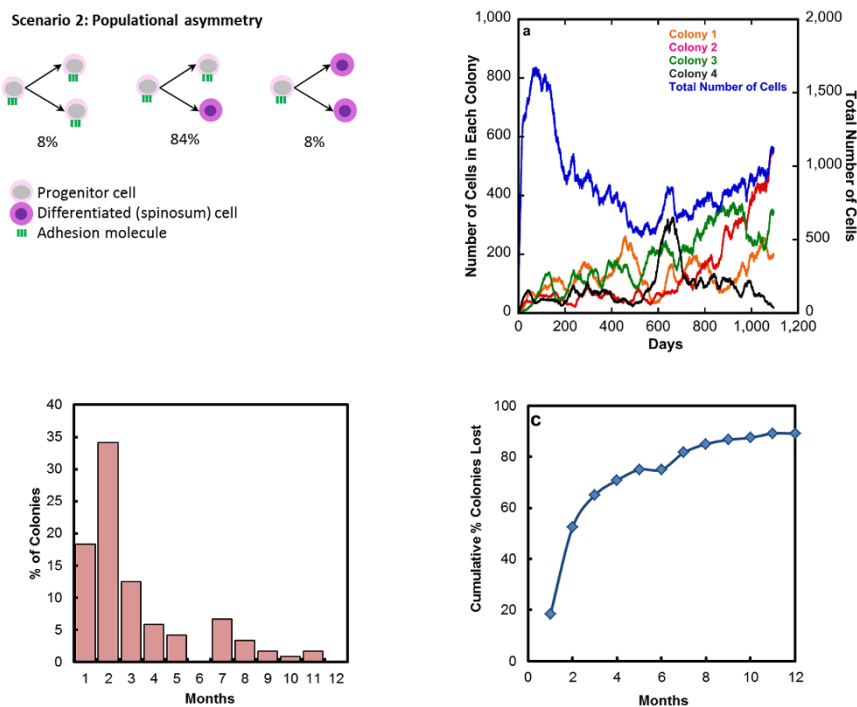 Scenario 2: Populational asymmetry
8%
84%
8%
Progenitor cell
Differentiated (spinosum) cell
Adhesion molecule
a
Colony 1
Colony 2
Colony 3
Colony 4
Total Number of Cells
1,000
800
600
400
200
0
Number of Cells in Each Colony
2,000
1,500
1,000
500
0
Total Number of Cells
0
200
400
600
800
1,000
1,200
Days
40
35
30
25
20
15
10
5
0
% of Colonies
1 2 3 4 5 6 7 8 9 10 11 12
Months
c
100
80
60
40
20
0
Cumulative % Colonies Lost
0 2 4 6 8 10 12
Months